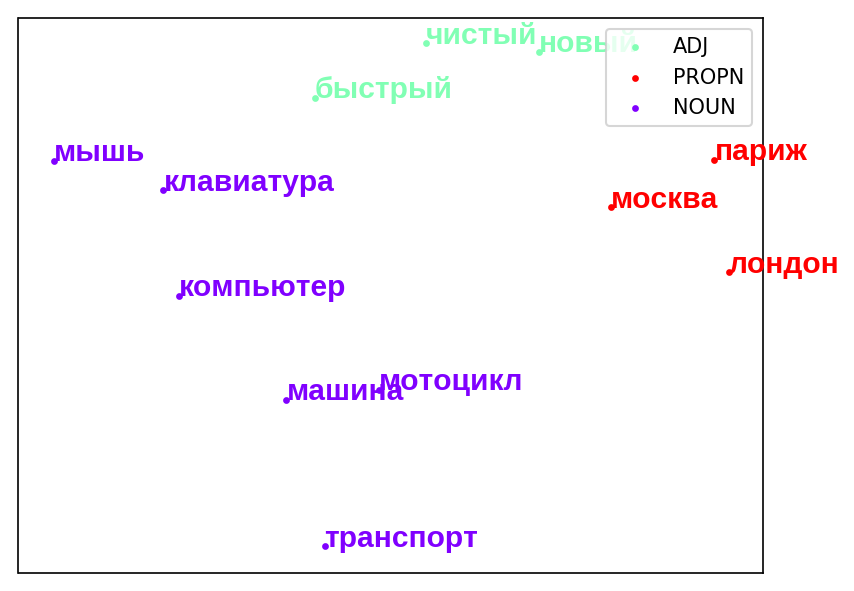 чистый
новый
ADJ
PROPN
NOUN
быстрый
мышь
париж
клавиатура
москва
лондон
компьютер
мотоцикл
машина
транспорт